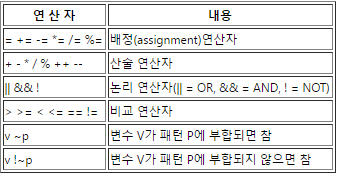 연 산 자 내용
= += -= *= /= %= 배정(assignment)연산자
+ - * / % ++ -- 산술 연산자
|| && ! 논리 연산자(|| = OR, && = AND, ! = NOT)
> >= < <= == != 비교 연산자
v ~p 변수 V가 패턴 P에 부합되면 참
v !~p 변수 V가 패턴 P에 부합되지 않으면 참